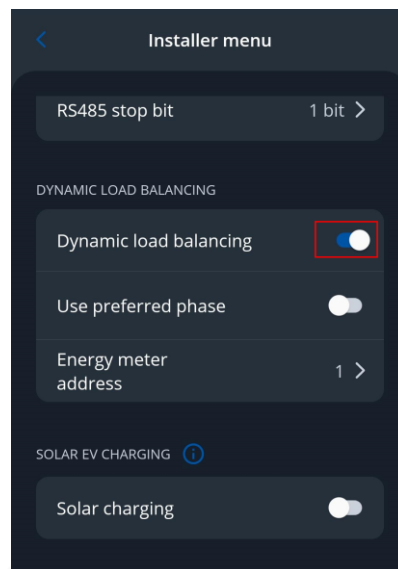 Installer menu
RS485 stop bit 1 bit
DYNAMIC LOAD BALANCING
Dynamic load balancing
Use preferred phase
Energy meter
address 1
SOLAR EV CHARGING
Solar charging